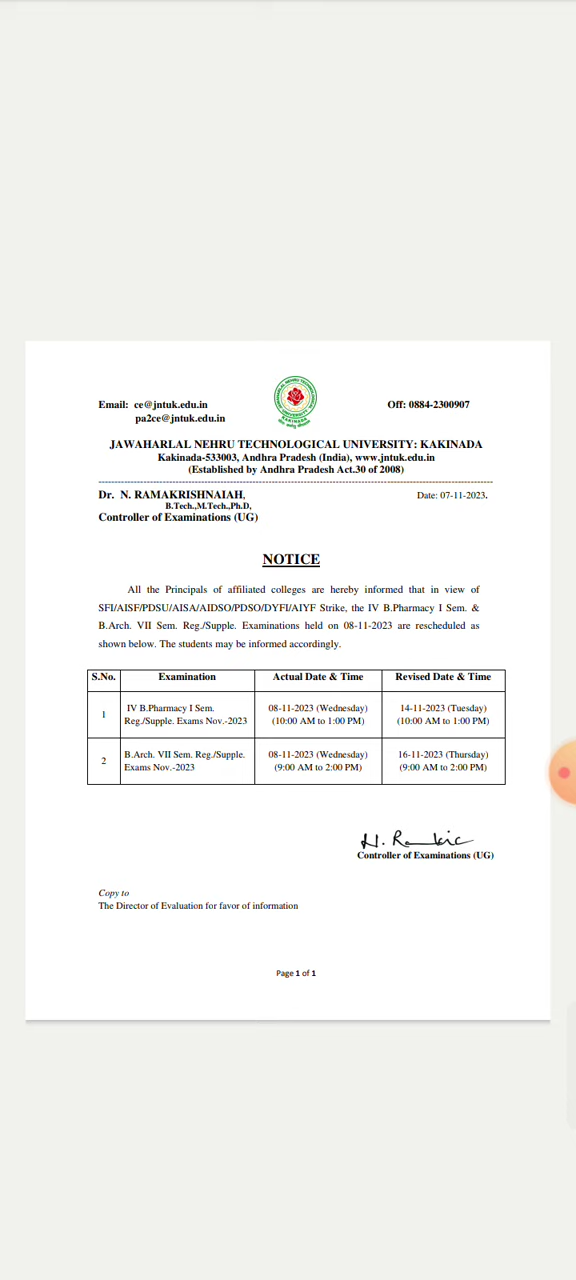 Email: ce@jntuk.edu.in
Off: 0884-2300907
pa2ce@jntuk.edu.in
JAWAHARLAL NEHRU TECHNOLOGICAL UNIVERSITY: KAKINADA
Kakinada-533003, Andhra Pradesh (India), www.jntuk.edu.in
(Established by Andhra Pradesh Act.30 of 2008)
Dr. N. RAMAKRISHNAIAH,
Date: 07-11-2023.
B.Tech.,M.Tech.,Ph.D,
Controller of Examinations (UG)
NOTICE
All the Principals of affiliated colleges are hereby informed that in view of
SFI/AISF/PDSU/AISA/AIDSO/PDSO/DYFI/AIYF Strike, the IV B.Pharmacy I Sem. &
B.Arch. VII Sem. Reg./Supple. Examinations held on 08-11-2023 are rescheduled as
shown below. The students may be informed accordingly.
S.No. Examination Actual Date & Time Revised Date & Time
1 IV B.Pharmacy I Sem. 08-11-2023 (Wednesday) 14-11-2023 (Tuesday)
Reg./Supple. Exams Nov.-2023 (10:00 AM to 1:00 PM) (10:00 AM to 1:00 PM)
2 B.Arch. VII Sem. Reg./Supple. 08-11-2023 (Wednesday) 16-11-2023 (Thursday)
Exams Nov.-2023 (9:00 AM to 2:00 PM) (9:00 AM to 2:00 PM)
Controller of Examinations (UG)
Copy to
The Director of Evaluation for favor of information
Page 1 of 1